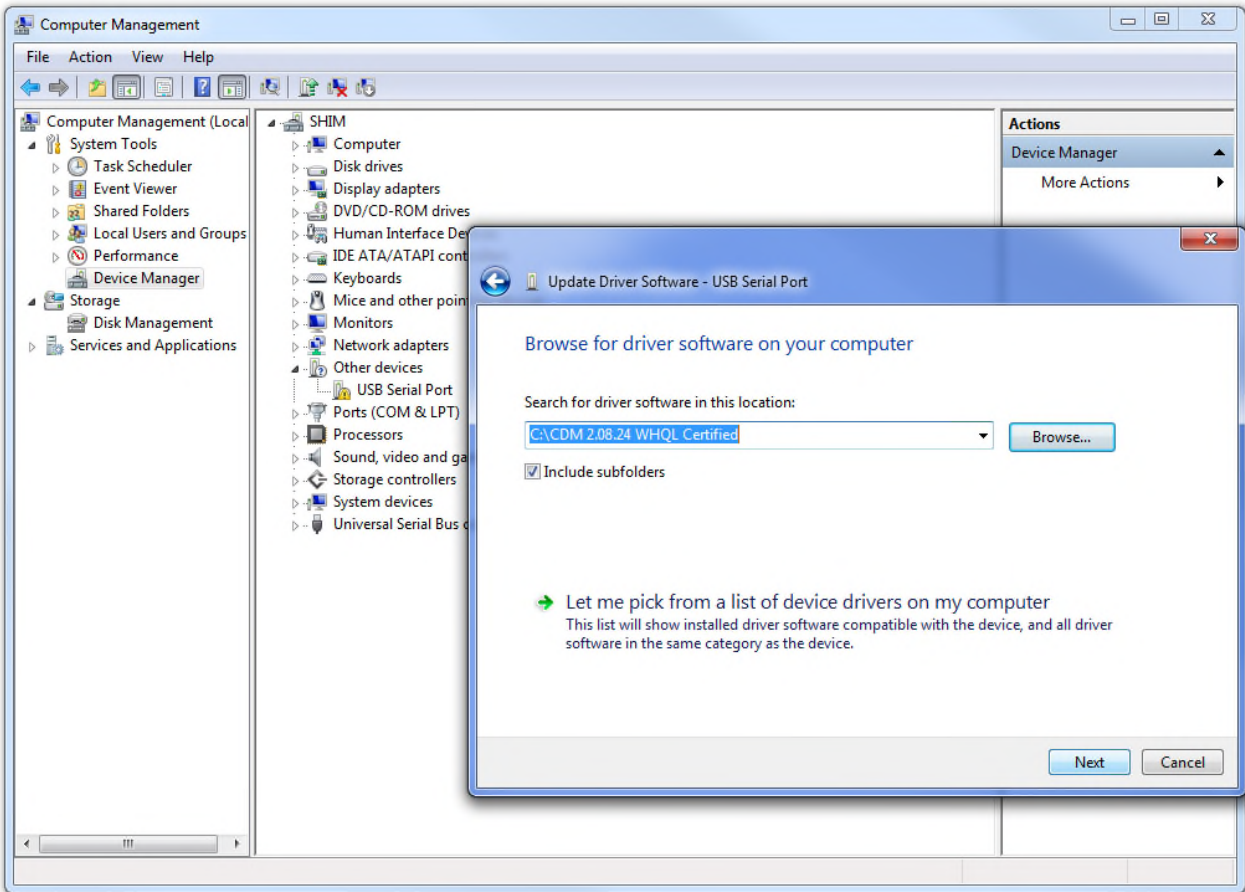 Computer Management
File Action View Help
Computer Management (Local
System Tools
Task Scheduler
Event Viewer
Shared Folders
Local Users and Groups
Performance
Device Manager
Storage
Disk Management
Services and Applications
SHIM
Computer
Disk drives
Display adapters
DVD/CD-ROM drives
Human Interface De
IDE ATA/ATAPI cont
Keyboards
Mice and other poin
Monitors
Network adapters
Other devices
USB Serial Port
Ports (COM & LPT)
Processors
Sound, video and ga
Storage controllers
System devices
Universal Serial Bus c
Actions
Device Manager
More Actions
Update Driver Software - USB Serial Port
Browse for driver software on your computer
Search for driver software in this location:
C:\CDM 2.08.24 WHQL Certified
Browse...
Include subfolders
Let me pick from a list of device drivers on my computer
This list will show installed driver software compatible with the device, and all driver
software in the same category as the device.
Next Cancel